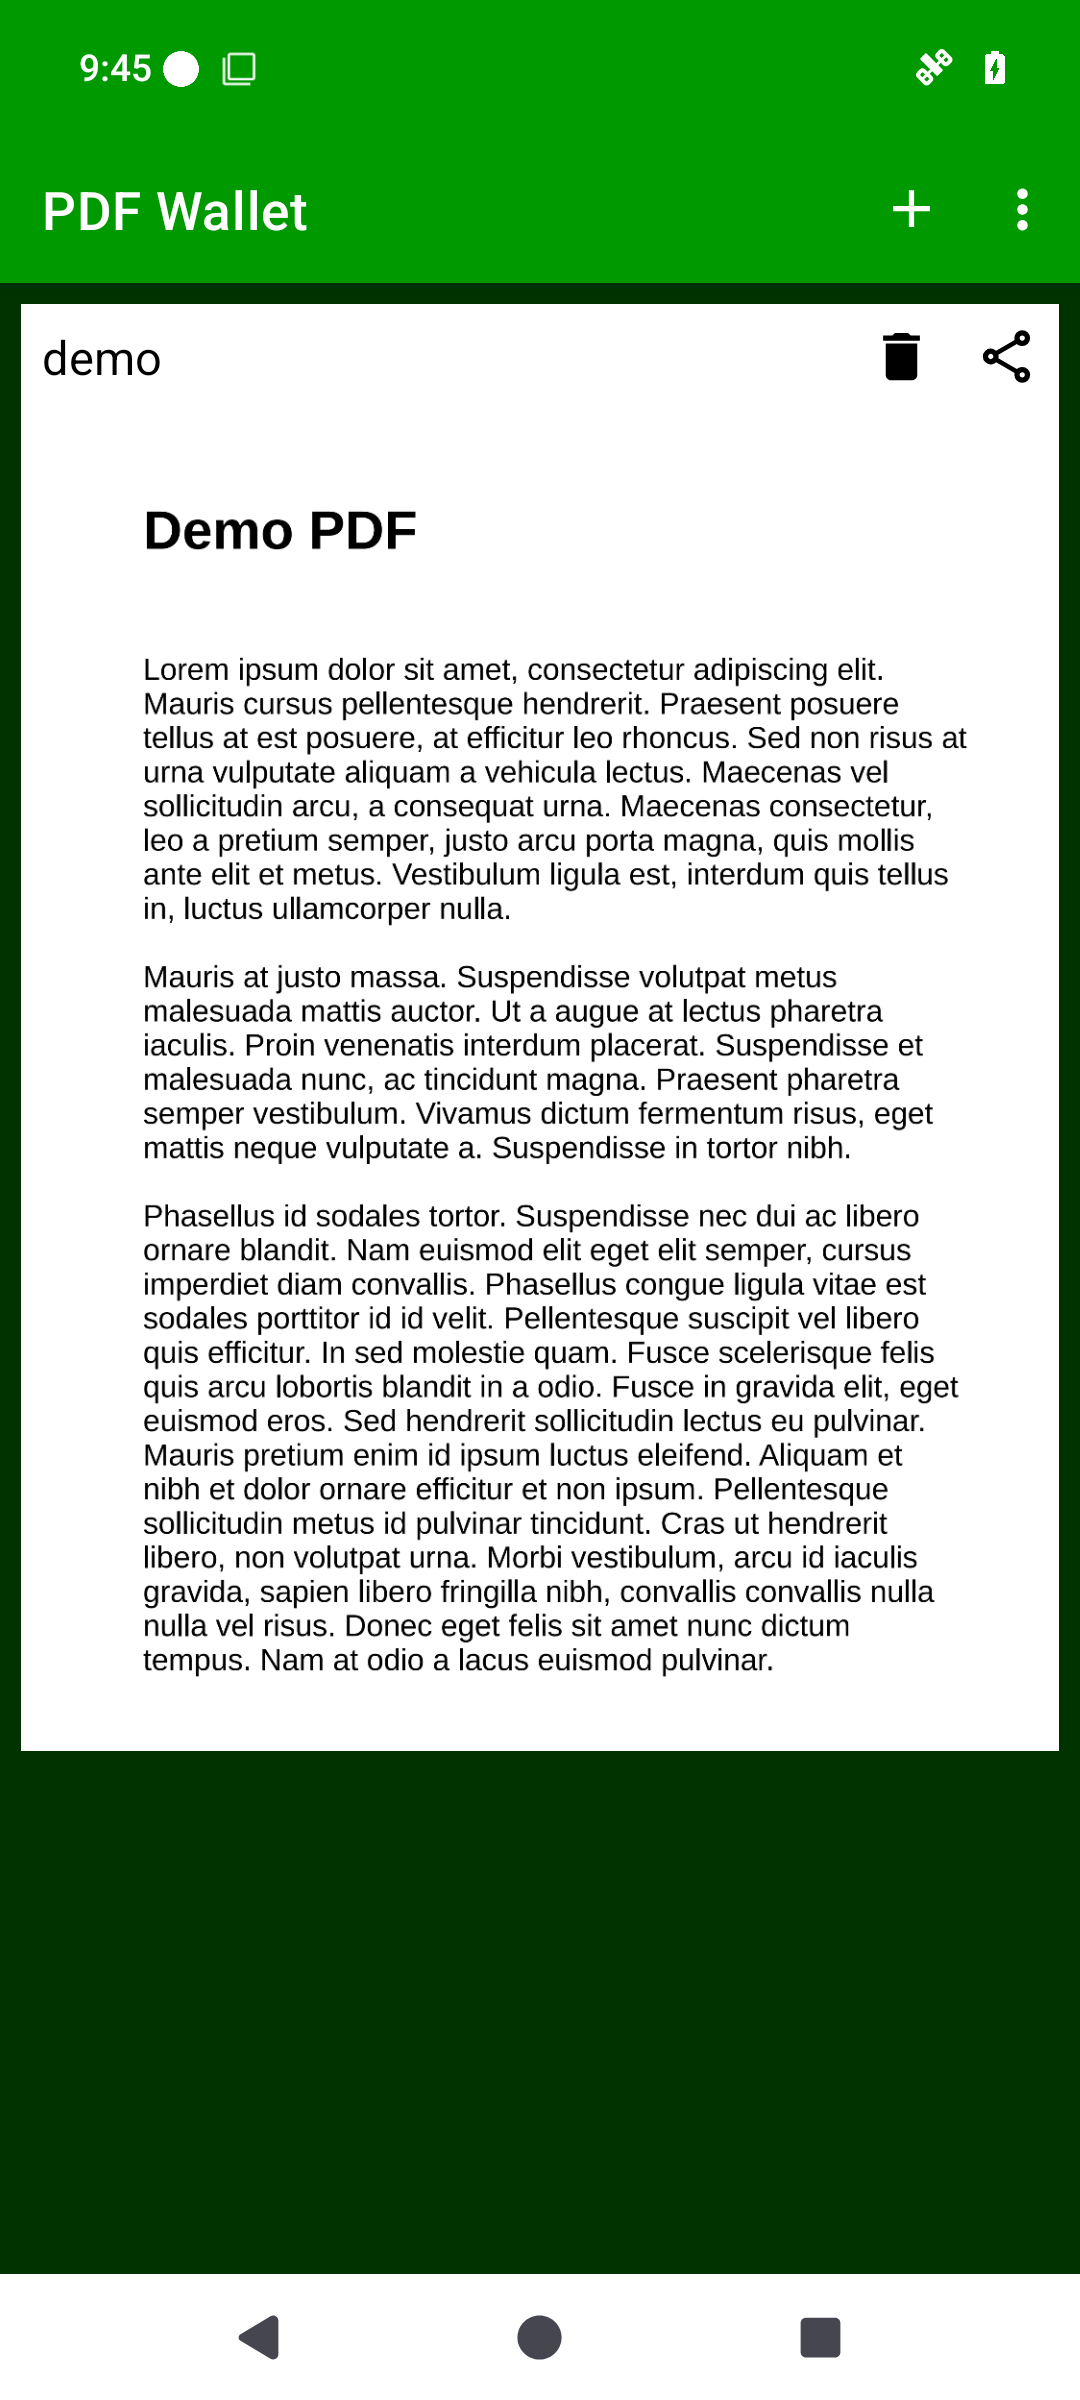 9:45
PDF Wallet
demo
Demo PDF
Lorem ipsum dolor sit amet, consectetur adipiscing elit.
Mauris cursus pellentesque hendrerit. Praesent posuere
tellus at est posuere, at efficitur leo rhoncus. Sed non risus at
urna vulputate aliquam a vehicula lectus. Maecenas vel
sollicitudin arcu, a consequat urna. Maecenas consectetur,
leo a pretium semper, justo arcu porta magna, quis mollis
ante elit et metus. Vestibulum ligula est, interdum quis tellus
in, luctus ullamcorper nulla.
Mauris at justo massa. Suspendisse volutpat metus
malesuada mattis auctor. Ut a augue at lectus pharetra
iaculis. Proin venenatis interdum placerat. Suspendisse et
malesuada nunc, ac tincidunt magna. Praesent pharetra
semper vestibulum. Vivamus dictum fermentum risus, eget
mattis neque vulputate a. Suspendisse in tortor nibh.
Phasellus id sodales tortor. Suspendisse nec dui ac libero
ornare blandit. Nam euismod elit eget elit semper, cursus
imperdiet diam convallis. Phasellus congue ligula vitae est
sodales porttitor id id velit. Pellentesque suscipit vel libero
quis efficitur. In sed molestie quam. Fusce scelerisque felis
quis arcu lobortis blandit in a odio. Fusce in gravida elit, eget
euismod eros. Sed hendrerit sollicitudin lectus eu pulvinar.
Mauris pretium enim id ipsum luctus eleifend. Aliquam et
nibh et dolor ornare efficitur et non ipsum. Pellentesque
sollicitudin metus id pulvinar tincidunt. Cras ut hendrerit
libero, non volutpat urna. Morbi vestibulum, arcu id iaculis
gravida, sapien libero fringilla nibh, convallis convallis nulla
nulla vel risus. Donec eget felis sit amet nunc dictum
tempus. Nam at odio a lacus euismod pulvinar.